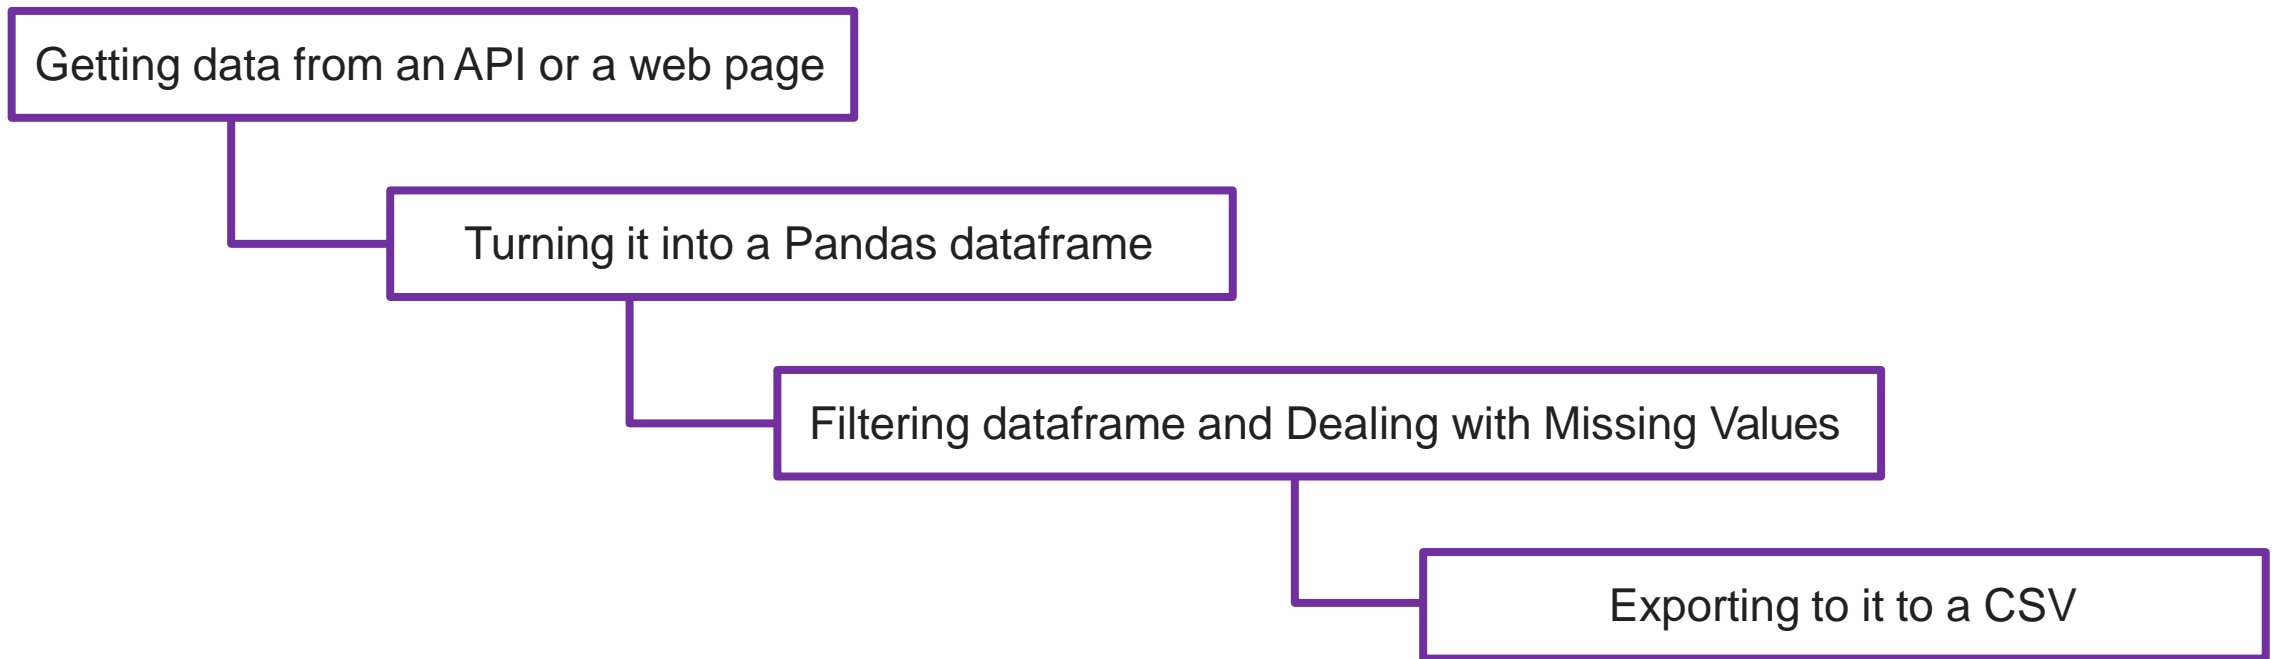 Getting data from an API or a web page
Turning it into a Pandas dataframe
Filtering dataframe and Dealing with Missing Values
Exporting to it to a CSV